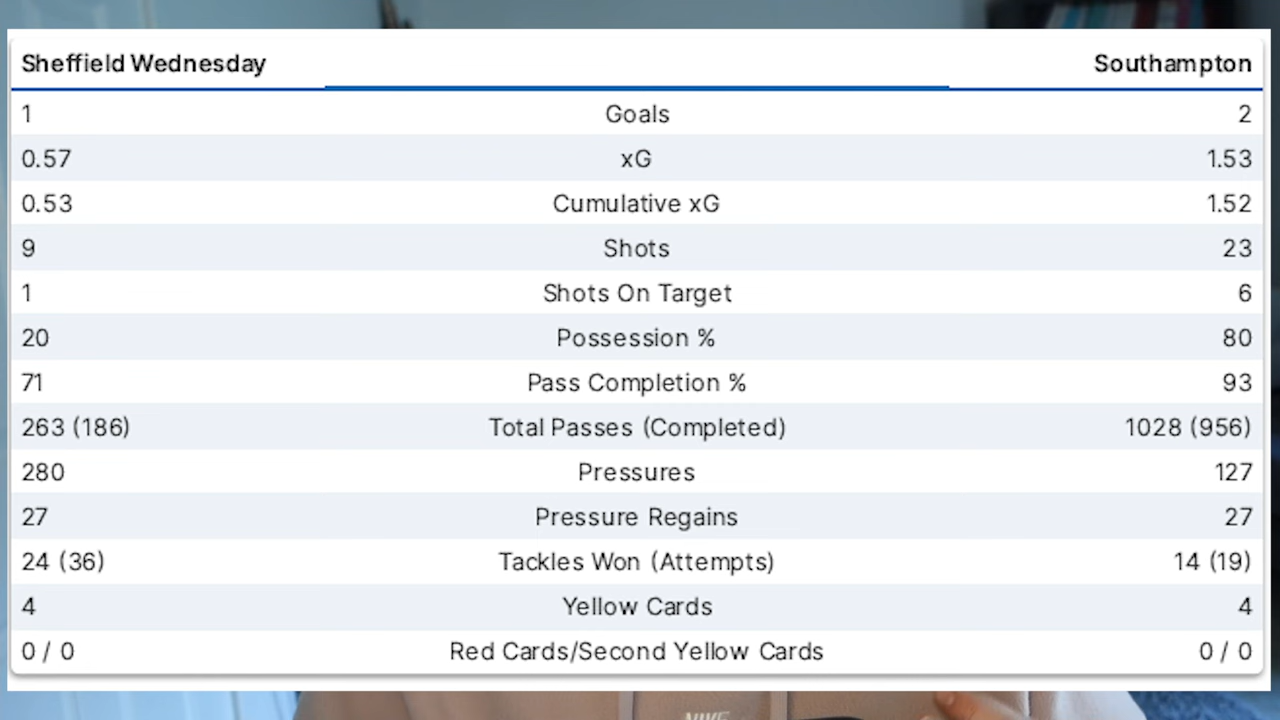 Sheffield Wednesday Southampton
1 Goals 2
0.57 xG 1.53
0.53 Cumulative xG 1.52
9 Shots 23
1 Shots On Target 6
20 Possession % 80
71 Pass Completion % 93
263 (186) Total Passes (Completed) 1028 (956)
280 Pressures 127
27 Pressure Regains 27
24 (36) Tackles Won (Attempts) 14 (19)
4 Yellow Cards 4
0 / 0 Red Cards/Second Yellow Cards 0 / 0
NIKE